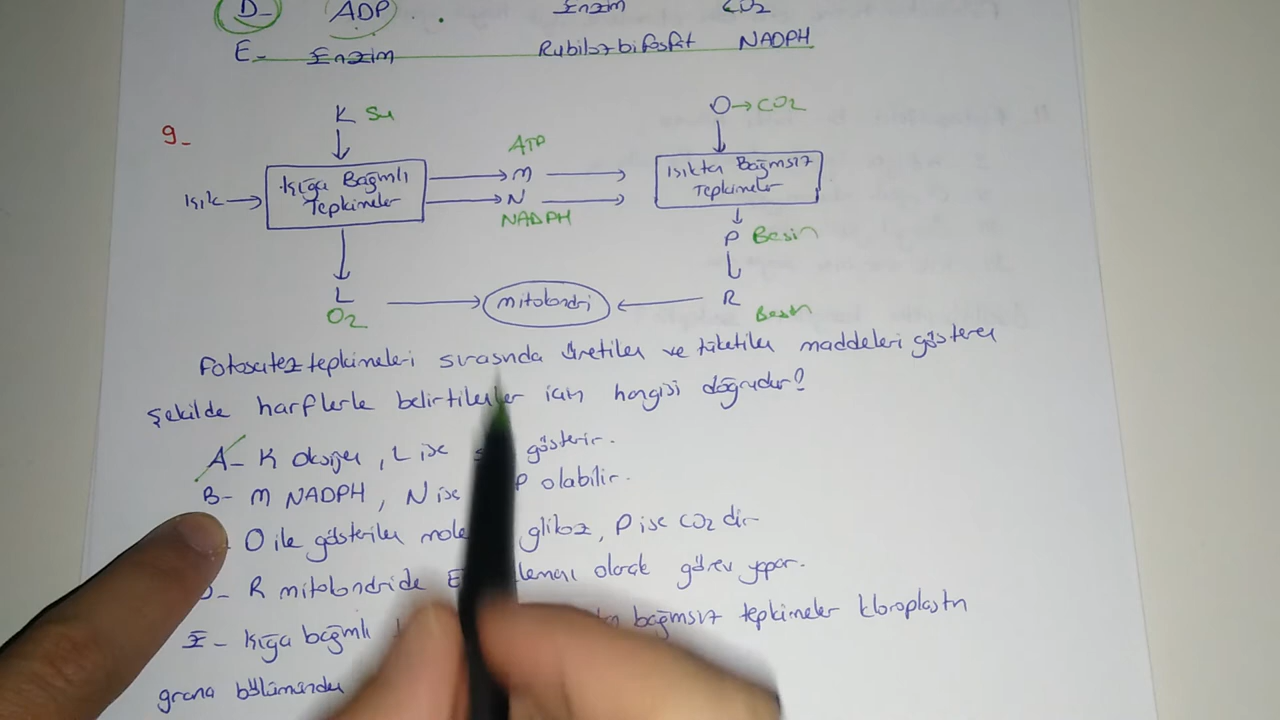 D- ADP Enzim CO2
E- Enzim Ribülozbifosfat NADPH
9-
K Su
O→CO2
ATP
Işık Işığa Bağımlı Tepkimeler M Işıktan Bağımsız Tepkimeler
N
NADPH
P Besin
L mitokondri R
O2 Besin
Fotosentez tepkimeleri sırasında üretilen ve tüketilen maddeleri gösteren
şekilde harflerle belirtilenler için hangisi doğrudur?
A- K oksijen, L ise gösterir.
B- M NADPH, N ise P olabilir.
O ile gösterilen glikoz, P ise CO2 dir
R mitokondride olarak görev yapar.
E- Işığa bağımlı bağımsız tepkimeler kloroplastın
grana bölümünden